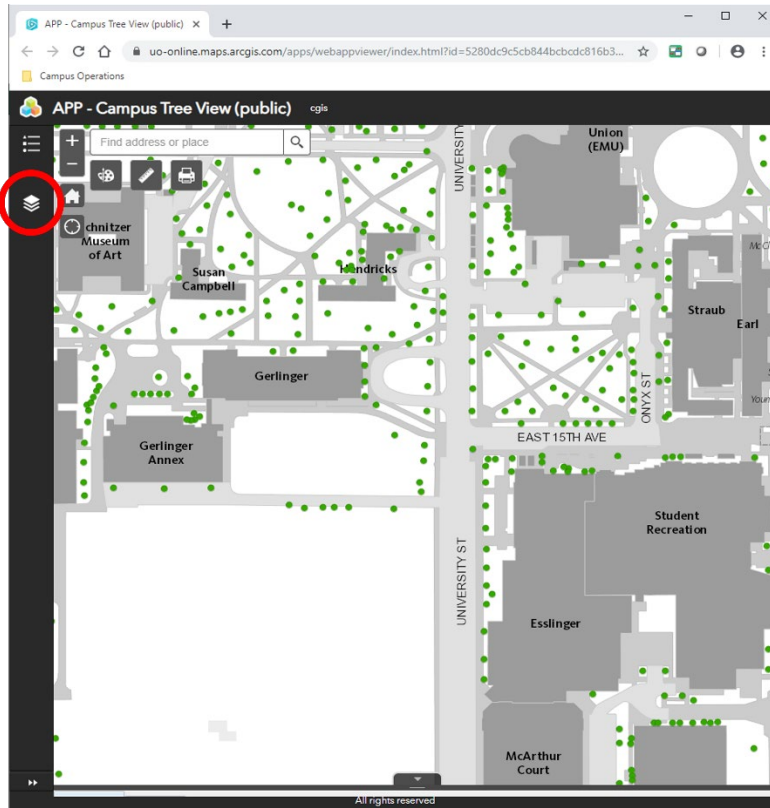 APP - Campus Tree View (public)
uo-online.maps.arcgis.com/apps/webappviewer/index.html?id=5280dc9c5cb844bcbcdc816b3...
Campus Operations
APP - Campus Tree View (public) cgis
Find address or place
UNIVERSITY
Union
(EMU)
chnitzer
Museum
of Art
Susan
Campbell
Hendricks
McC
Straub
Earl
Gerlinger
ONYX ST
Youn
EAST 15TH AVE
Gerlinger
Annex
Student
Recreation
UNIVERSITY ST
Esslinger
McArthur
Court
All rights reserved